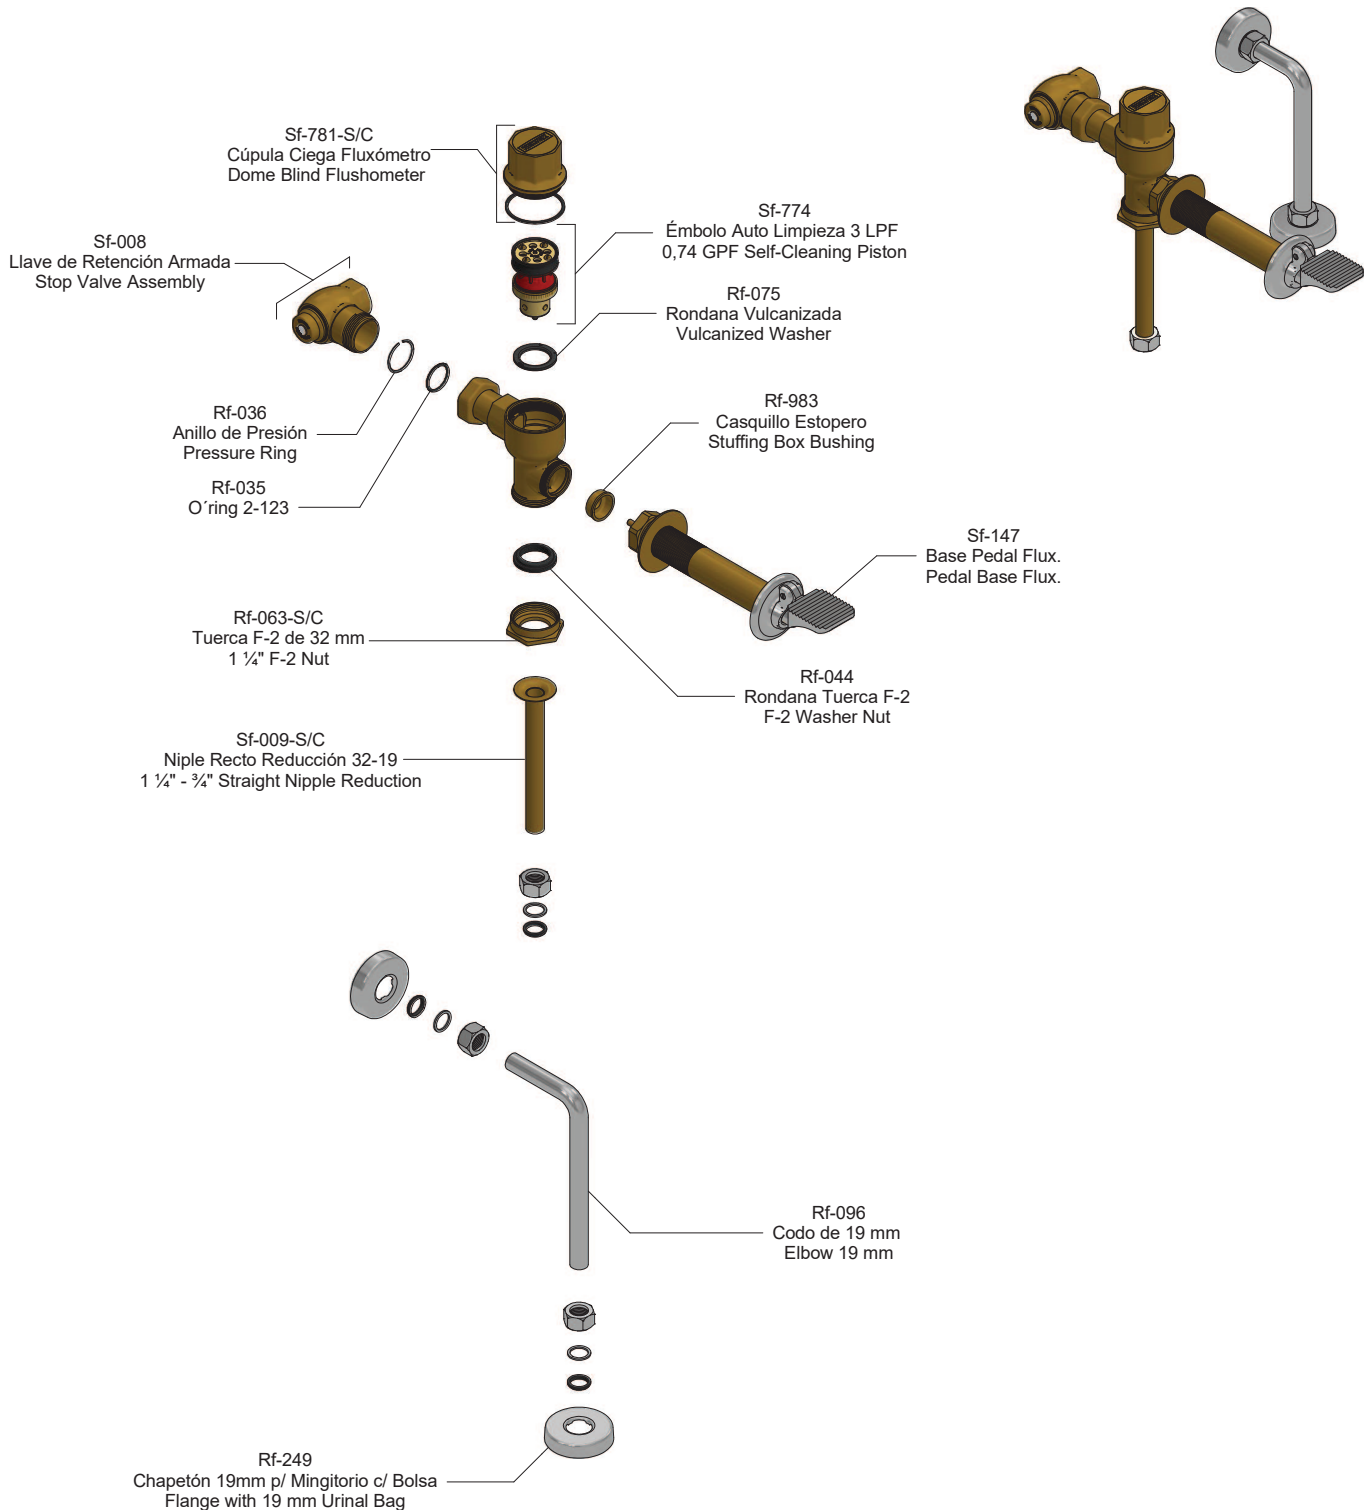 Sf-781-S/C
Cúpula Ciega Fluxómetro
Dome Blind Flushometer
Sf-774
Émbolo Auto Limpieza 3 LPF
0,74 GPF Self-Cleaning Piston
Sf-008
Llave de Retención Armada
Stop Valve Assembly
Rf-075
Rondana Vulcanizada
Vulcanized Washer
Rf-036
Anillo de Presión
Pressure Ring
Rf-983
Casquillo Estopero
Stuffing Box Bushing
Rf-035
O´ring 2-123
Sf-147
Base Pedal Flux.
Pedal Base Flux.
Rf-063-S/C
Tuerca F-2 de 32 mm
1 ¼" F-2 Nut
Rf-044
Rondana Tuerca F-2
F-2 Washer Nut
Sf-009-S/C
Niple Recto Reducción 32-19
1 ¼" - ¾" Straight Nipple Reduction
Rf-096
Codo de 19 mm
Elbow 19 mm
Rf-249
Chapetón 19mm p/ Mingitorio c/ Bolsa
Flange with 19 mm Urinal Bag